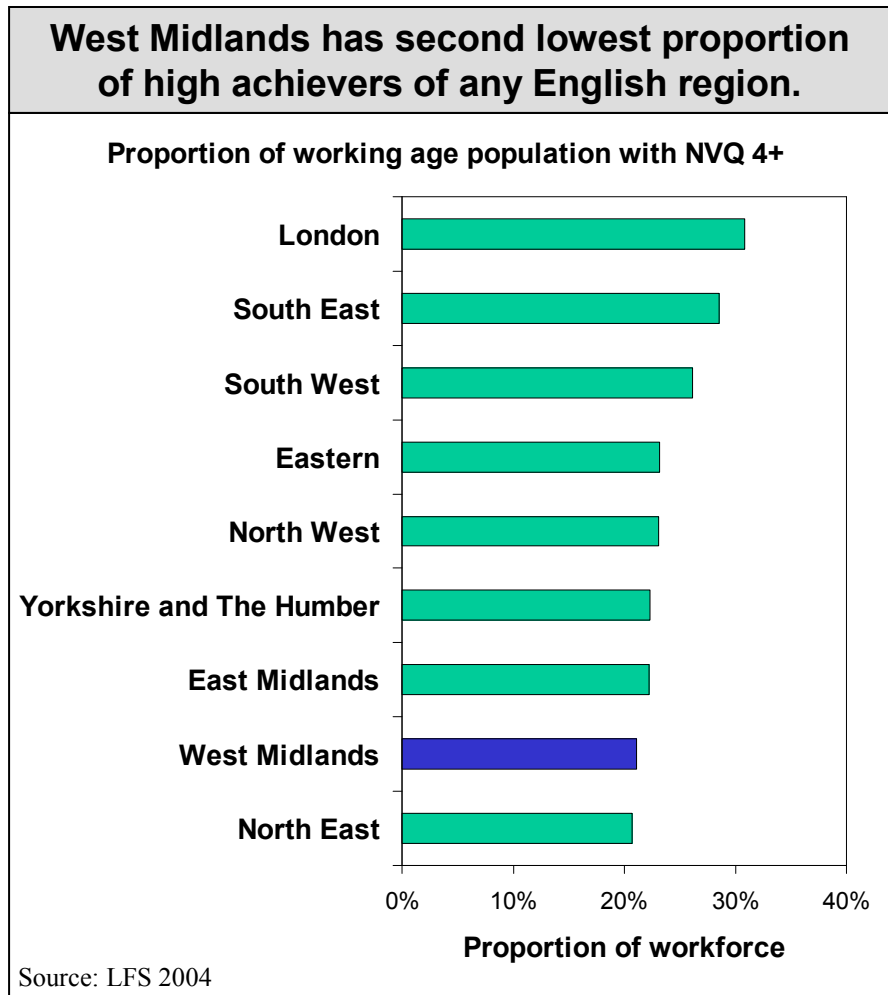 West Midlands has second lowest proportion
of high achievers of any English region.
Proportion of working age population with NVQ 4+
London
South East
South West
Eastern
North West
Yorkshire and The Humber
East Midlands
West Midlands
North East
0% 10% 20% 30% 40%
Proportion of workforce
Source: LFS 2004